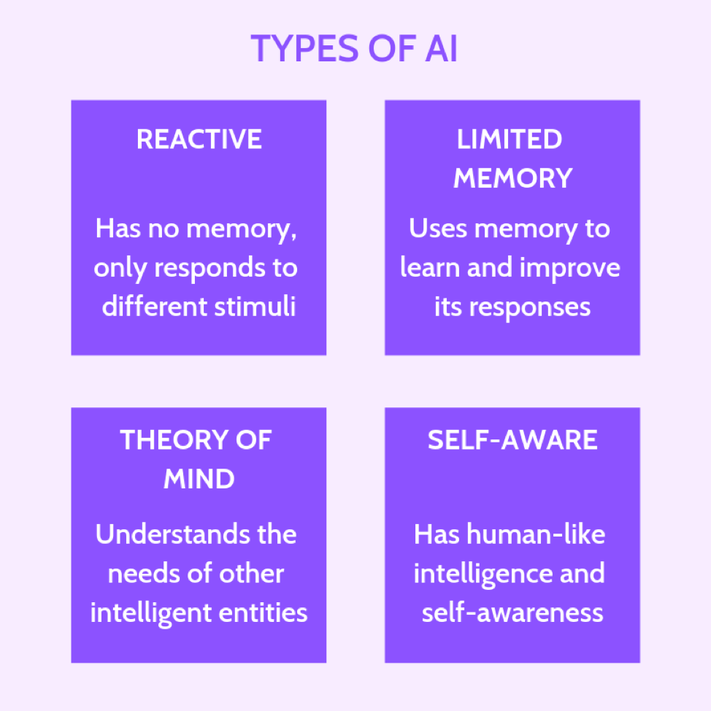 TYPES OF AI
REACTIVE
Has no memory,
only responds to
different stimuli
LIMITED
MEMORY
Uses memory to
learn and improve
its responses
THEORY OF
MIND
Understands the
needs of other
intelligent entities
SELF-AWARE
Has human-like
intelligence and
self-awareness